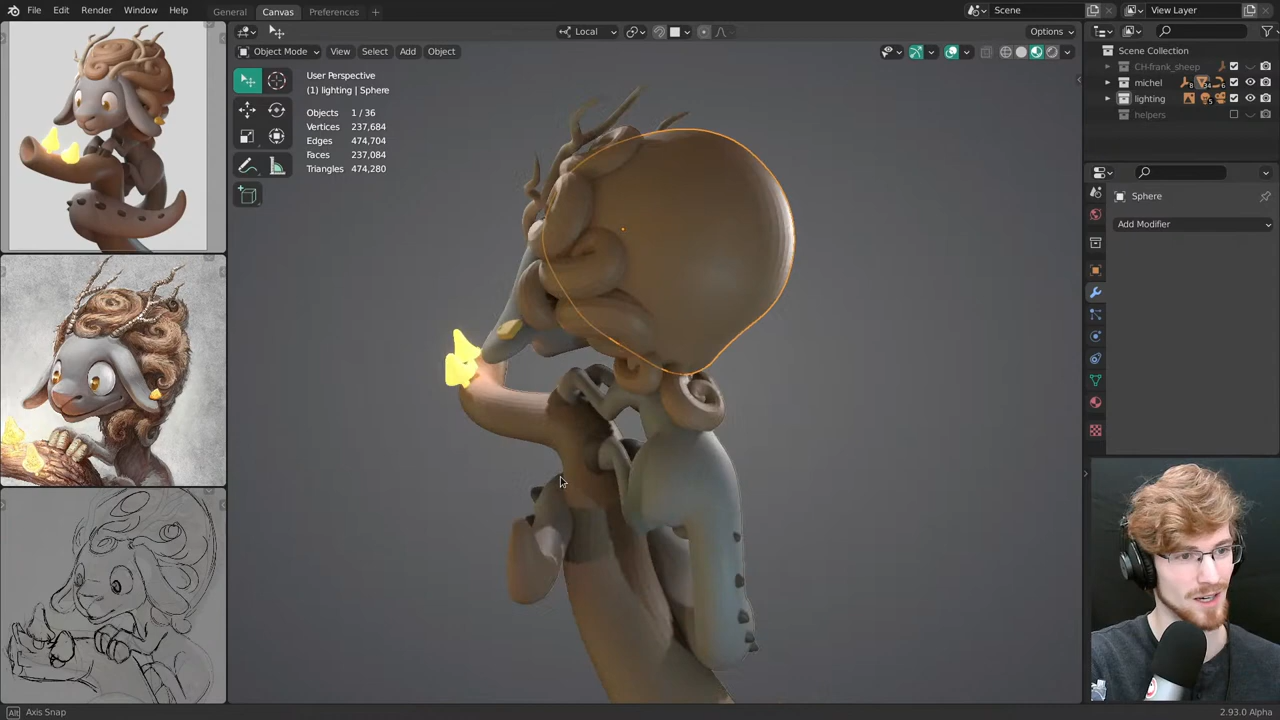 File Edit Render Window Help
General Canvas Preferences +
Scene
View Layer
Local
Options
Object Mode View Select Add Object
User Perspective
(1) lighting | Sphere
Objects 1 / 36
Vertices 237,684
Edges 474,704
Faces 237,084
Triangles 474,280
Scene Collection
CH-frank_sheep
michel
lighting
helpers
Sphere
Add Modifier
Alt Axis Snap
2.93.0 Alpha